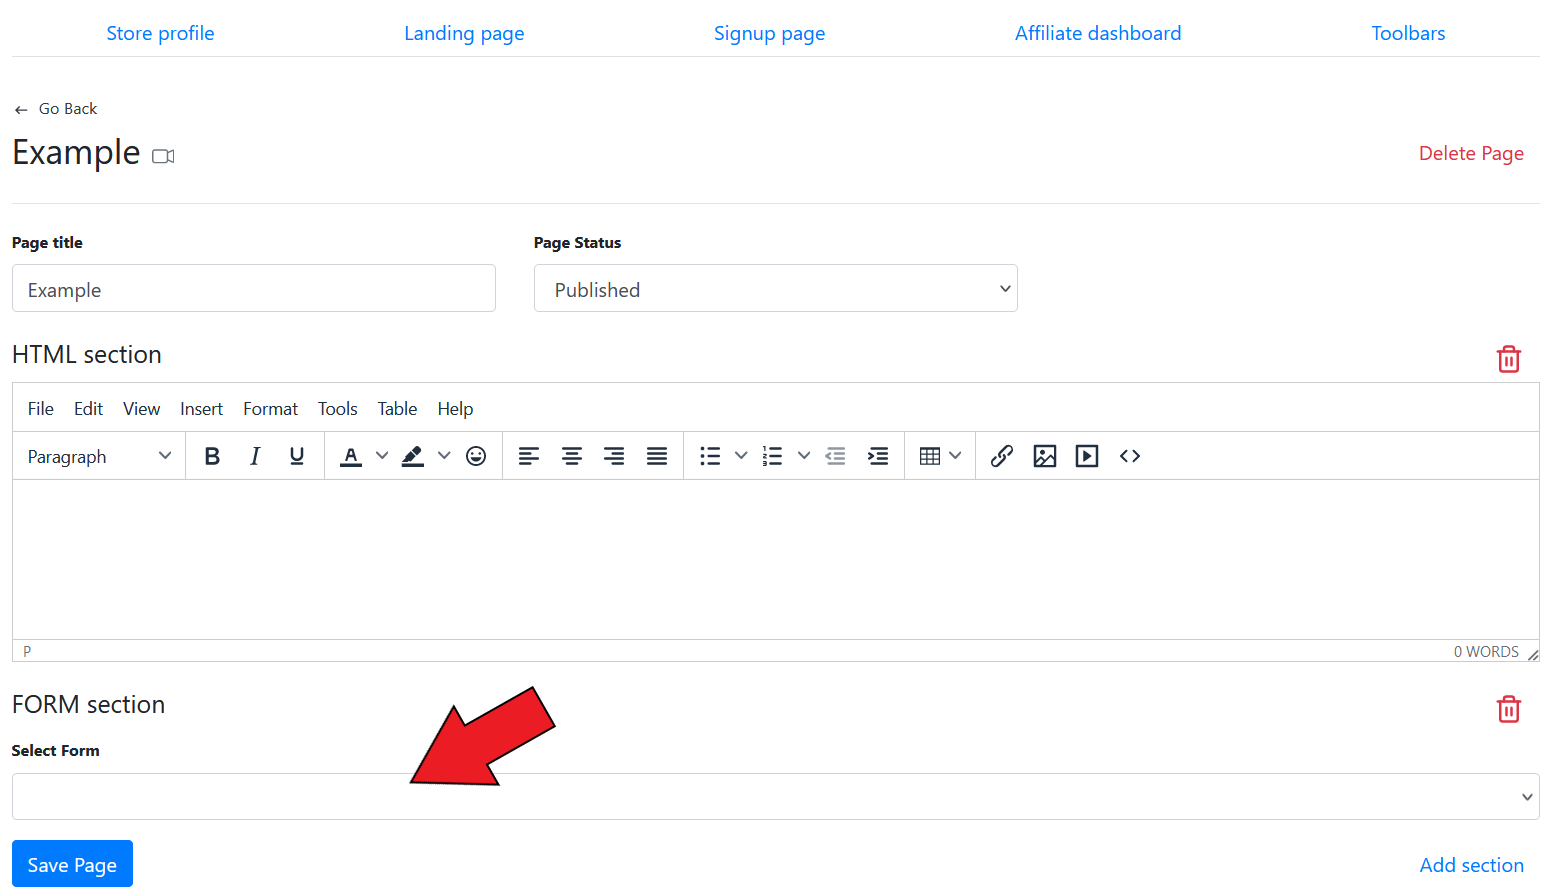 Store profile Landing page Signup page Affiliate dashboard Toolbars
Go Back
Example
Delete Page
Page title Page Status
Example Published
HTML section
File Edit View Insert Format Tools Table Help
Paragraph B I U A
P 0 WORDS
FORM section
Select Form
Save Page Add section